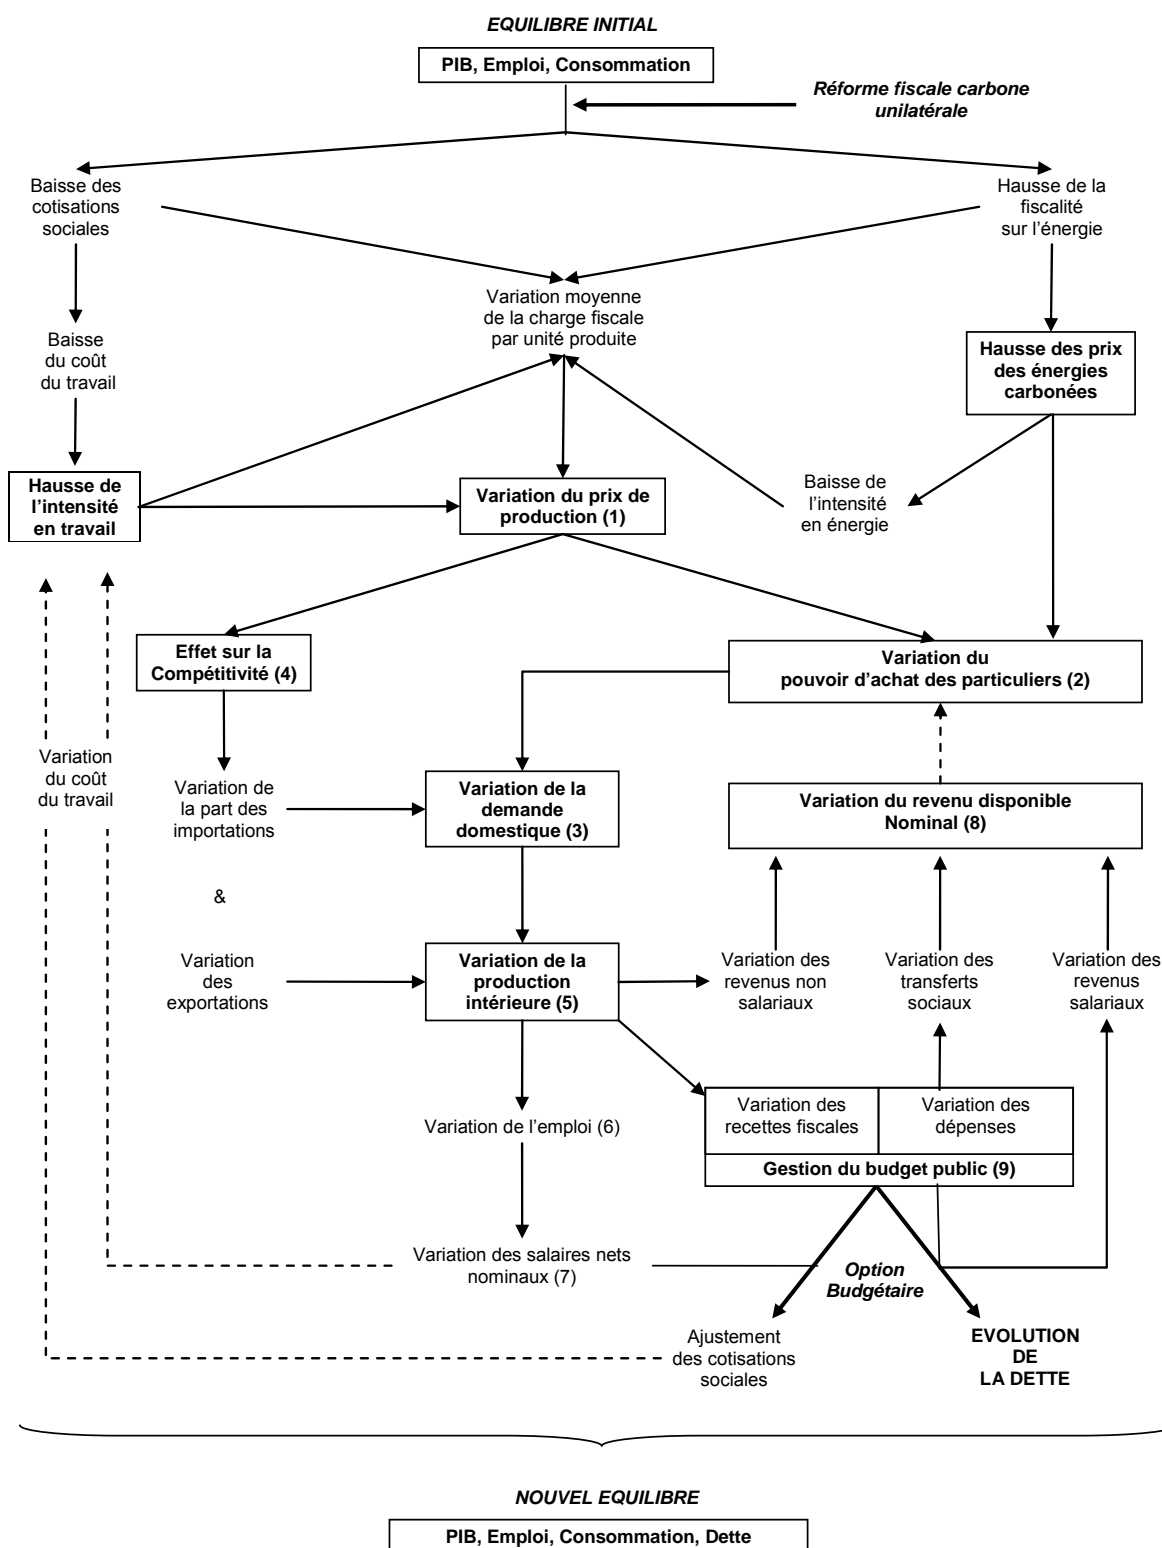 EQUILIBRE INITIAL
PIB, Emploi, Consommation
Réforme fiscale carbone
unilatérale
Baisse des
cotisations
sociales
Hausse de la
fiscalité
sur l’énergie
Variation moyenne
de la charge fiscale
par unité produite
Baisse
du coût
du travail
Hausse des prix
des énergies
carbonées
Hausse de
l’intensité
en travail
Variation du prix de
production (1)
Baisse de
l’intensité
en énergie
Effet sur la
Compétitivité (4)
Variation du
pouvoir d’achat des particuliers (2)
Variation
du coût
du travail
Variation de
la part des
importations
Variation de la
demande
domestique (3)
Variation du revenu disponible
Nominal (8)
&
Variation
des
exportations
Variation de la
production
intérieure (5)
Variation des
revenus non
salariaux
Variation des
transferts
sociaux
Variation des
revenus
salariaux
Variation de l’emploi (6)
Variation des
recettes fiscales
Variation des
dépenses
Gestion du budget public (9)
Variation des salaires nets
nominaux (7)
Option
Budgétaire
Ajustement
des cotisations
sociales
EVOLUTION
DE
LA DETTE
NOUVEL EQUILIBRE
PIB, Emploi, Consommation, Dette